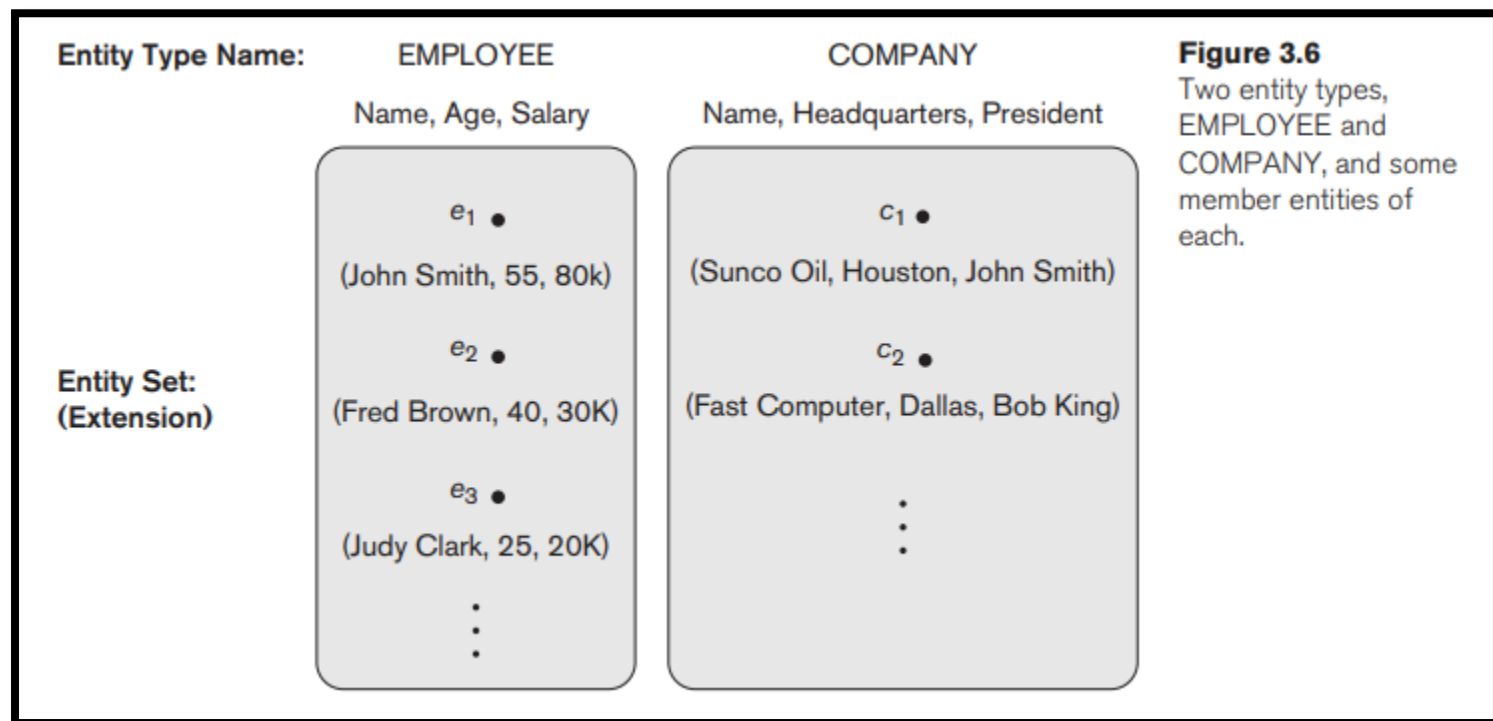 Entity Type Name:
EMPLOYEE
COMPANY
Name, Age, Salary
Name, Headquarters, President
Entity Set:
(Extension)
e1
(John Smith, 55, 80k)
e2
(Fred Brown, 40, 30K)
e3
(Judy Clark, 25, 20K)
c1
(Sunco Oil, Houston, John Smith)
c2
(Fast Computer, Dallas, Bob King)
Figure 3.6
Two entity types,
EMPLOYEE and
COMPANY, and some
member entities of
each.